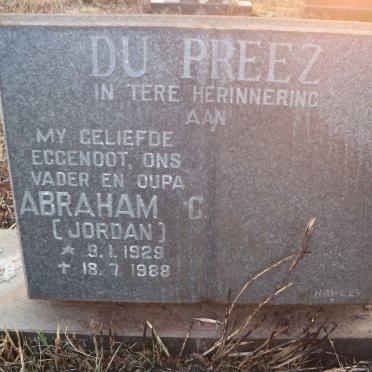 DU PREEZ
IN TERE HERINNERING
AAN
MY GELIEFDE
EGGENOOT, ONS
VADER EN OUPA
ABRAHAM C
(JORDAN)
* 9.1.1929
† 18.7.1988